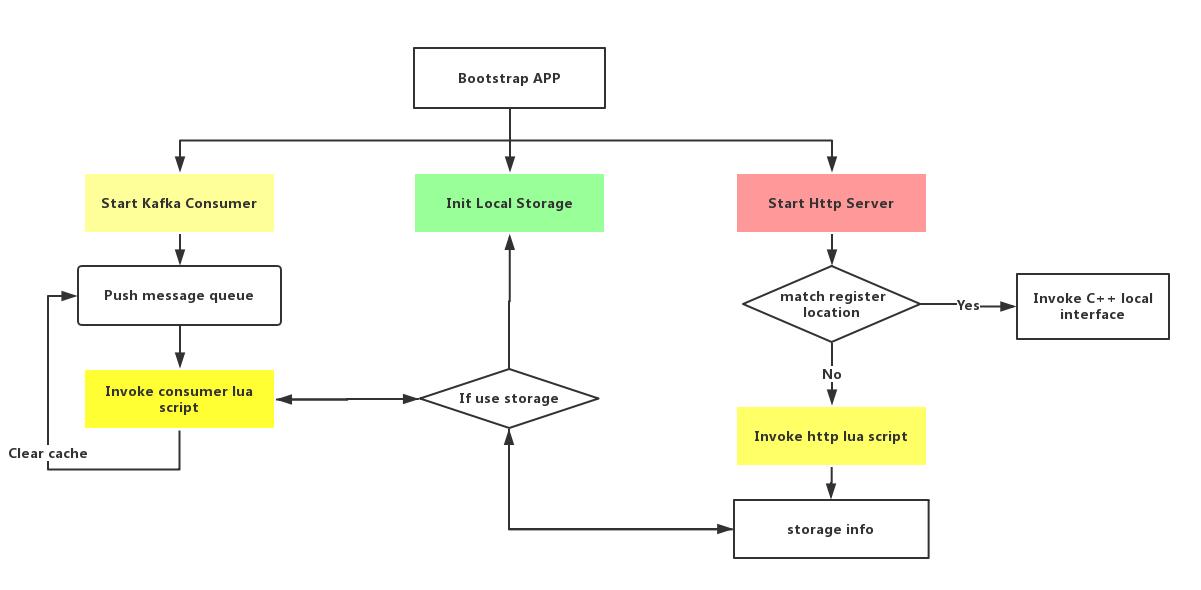 Bootstrap APP
Start Kafka Consumer
Init Local Storage
Start Http Server
Push message queue
match register
location
Yes
Invoke C++ local
interface
No
Invoke consumer lua
script
If use storage
Invoke http lua script
Clear cache
storage info